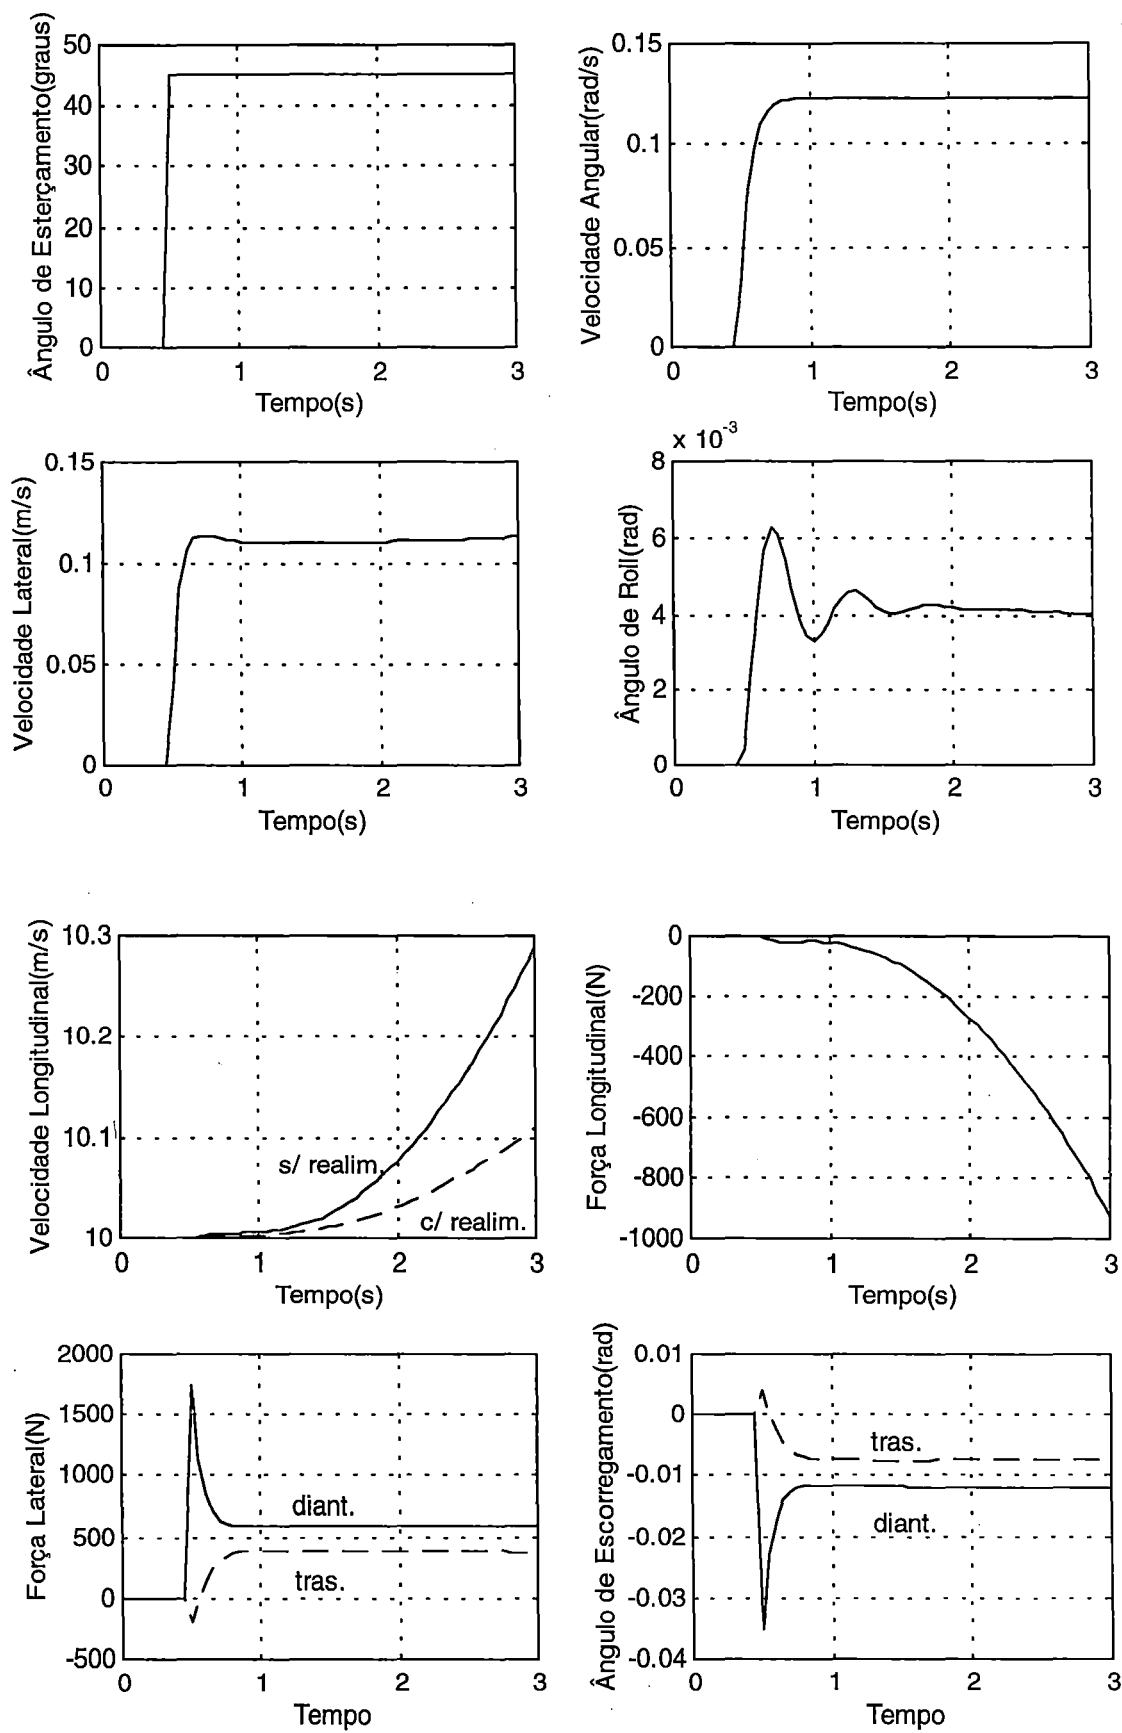 Ângulo de Esterçamento(graus)
50
40
30
20
10
0
0 1 2 3
Tempo(s)
Velocidade Angular(rad/s)
0.15
0.1
0.05
0
0 1 2 3
Tempo(s)
Velocidade Lateral(m/s)
0.15
0.1
0.05
0
0 1 2 3
Tempo(s)
x 10-3
Ângulo de Roll(rad)
8
6
4
2
0
0 1 2 3
Tempo(s)
Velocidade Longitudinal(m/s)
10.3
10.2
10.1
10
s/ realim.
c/ realim.
0 1 2 3
Tempo(s)
Força Longitudinal(N)
0
-200
-400
-600
-800
-1000
0 1 2 3
Tempo(s)
Força Lateral(N)
2000
1500
1000
500
0
-500
diant.
tras.
0 1 2 3
Tempo
Ângulo de Escorregamento(rad)
0.01
0
-0.01
-0.02
-0.03
-0.04
tras.
diant.
0 1 2 3
Tempo